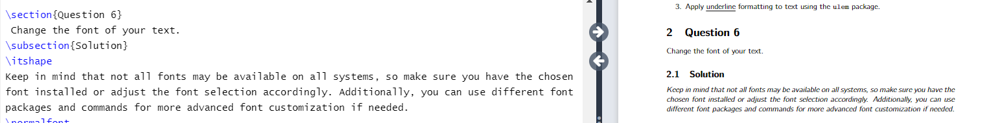 \section{Question 6}
Change the font of your text.
\subsection{Solution}
\itshape
Keep in mind that not all fonts may be available on all systems, so make sure you have the chosen
font installed or adjust the font selection accordingly. Additionally, you can use different font
packages and commands for more advanced font customization if needed.
\normalfont
3. Apply underline formatting to text using the ulem package.
2 Question 6
Change the font of your text.
2.1 Solution
Keep in mind that not all fonts may be available on all systems, so make sure you have the
chosen font installed or adjust the font selection accordingly. Additionally, you can use
different font packages and commands for more advanced font customization if needed.